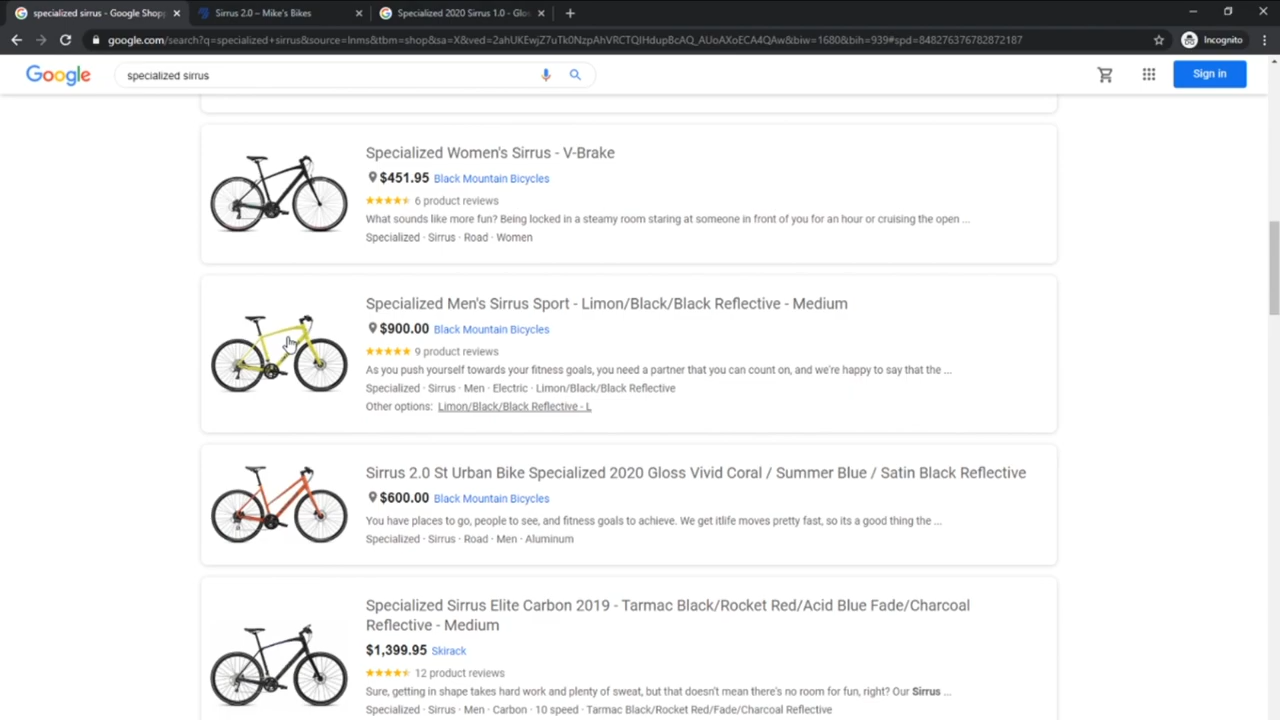 specialized sirrus - Google Shopp
Sirrus 2.0 – Mike's Bikes
Specialized 2020 Sirrus 1.0 - Glos
google.com/search?q=specialized+sirrus&source=lnms&tbm=shop&sa=X&ved=2ahUKEwjZ7uTk0NzpAhVRCTQIHdupBcAQ_AUoAXoECA4QAw&biw=1680&bih=939#spd=848276376782872187
Incognito
Google
specialized sirrus
Sign in
Specialized Women's Sirrus - V-Brake
$451.95 Black Mountain Bicycles
6 product reviews
What sounds like more fun? Being locked in a steamy room staring at someone in front of you for an hour or cruising the open ...
Specialized · Sirrus · Road · Women
Specialized Men's Sirrus Sport - Limon/Black/Black Reflective - Medium
$900.00 Black Mountain Bicycles
9 product reviews
As you push yourself towards your fitness goals, you need a partner that you can count on, and we're happy to say that the ...
Specialized · Sirrus · Men · Electric · Limon/Black/Black Reflective
Other options: Limon/Black/Black Reflective - L
Sirrus 2.0 St Urban Bike Specialized 2020 Gloss Vivid Coral / Summer Blue / Satin Black Reflective
$600.00 Black Mountain Bicycles
You have places to go, people to see, and fitness goals to achieve. We get itlife moves pretty fast, so its a good thing the ...
Specialized · Sirrus · Road · Men · Aluminum
Specialized Sirrus Elite Carbon 2019 - Tarmac Black/Rocket Red/Acid Blue Fade/Charcoal
Reflective - Medium
$1,399.95 Skirack
12 product reviews
Sure, getting in shape takes hard work and plenty of sweat, but that doesn't mean there's no room for fun, right? Our Sirrus ...
Specialized · Sirrus · Men · Carbon · 10 speed · Tarmac Black/Rocket Red/Fade/Charcoal Reflective